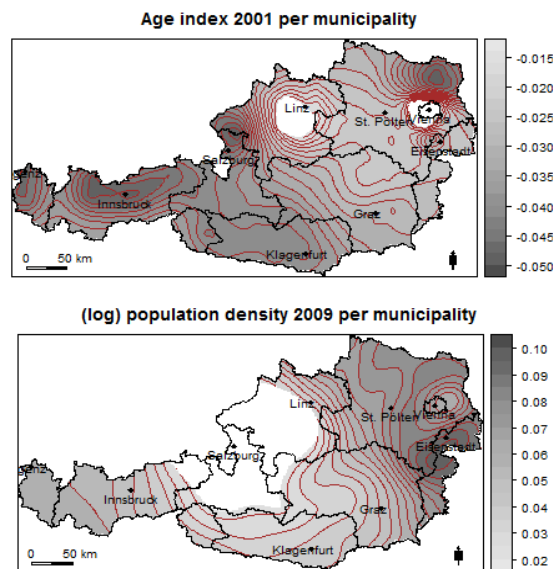 Age index 2001 per municipality
Linz
St. Pölten
Vienna
Eisenstadt
Salzburg
Innsbruck
Graz
Klagenfurt
0 50 km
-0.015
-0.020
-0.025
-0.030
-0.035
-0.040
-0.045
-0.050
(log) population density 2009 per municipality
Linz
St. Pölten
Vienna
Eisenstadt
Salzburg
Innsbruck
Graz
Klagenfurt
0 50 km
0.10
0.09
0.08
0.07
0.06
0.05
0.04
0.03
0.02